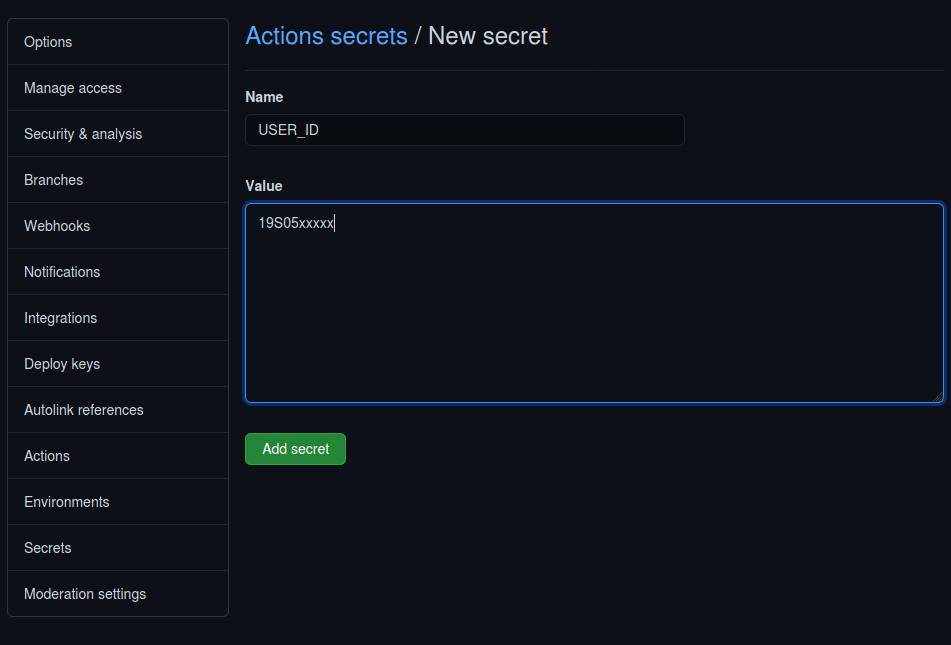 Options
Manage access
Security & analysis
Branches
Webhooks
Notifications
Integrations
Deploy keys
Autolink references
Actions
Environments
Secrets
Moderation settings
Actions secrets / New secret
Name
USER_ID
Value
19S05xxxxx
Add secret